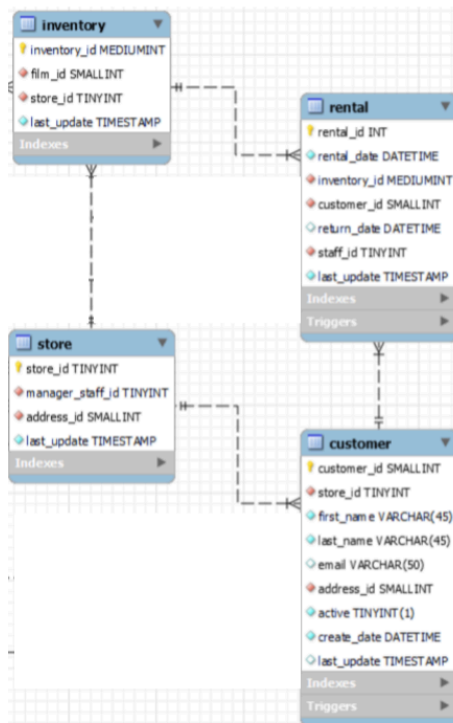 inventory
inventory_id MEDIUMINT
film_id SMALLINT
store_id TINYINT
last_update TIMESTAMP
Indexes
rental
rental_id INT
rental_date DATETIME
inventory_id MEDIUMINT
customer_id SMALLINT
return_date DATETIME
staff_id TINYINT
last_update TIMESTAMP
Indexes
Triggers
store
store_id TINYINT
manager_staff_id TINYINT
address_id SMALLINT
last_update TIMESTAMP
Indexes
customer
customer_id SMALLINT
store_id TINYINT
first_name VARCHAR(45)
last_name VARCHAR(45)
email VARCHAR(50)
address_id SMALLINT
active TINYINT(1)
create_date DATETIME
last_update TIMESTAMP
Indexes
Triggers